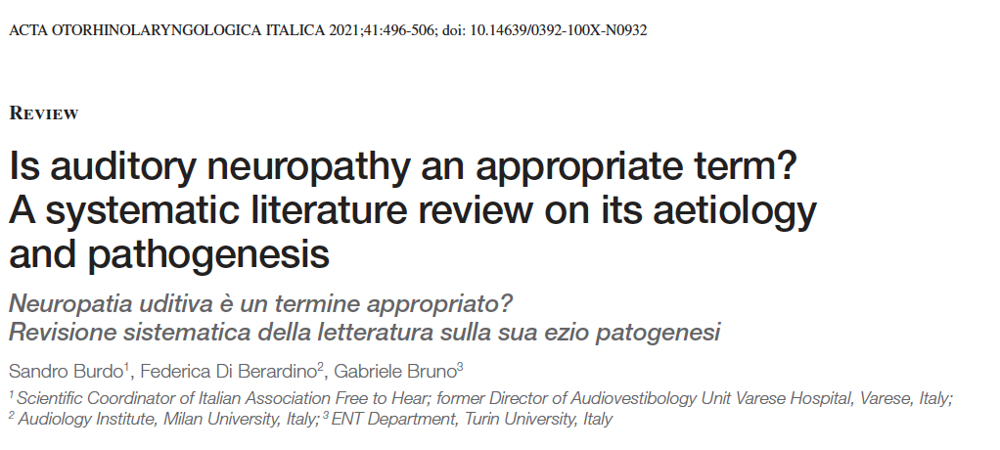 ACTA OTORHINOLARYNGOLOGICA ITALICA 2021;41:496-506; doi: 10.14639/0392-100X-N0932
Review
Is auditory neuropathy an appropriate term?
A systematic literature review on its aetiology
and pathogenesis
Neuropatia uditiva è un termine appropriato?
Revisione sistematica della letteratura sulla sua ezio patogenesi
Sandro Burdo1, Federica Di Berardino2, Gabriele Bruno3
1 Scientific Coordinator of Italian Association Free to Hear; former Director of Audiovestibology Unit Varese Hospital, Varese, Italy;
2 Audiology Institute, Milan University, Italy; 3 ENT Department, Turin University, Italy